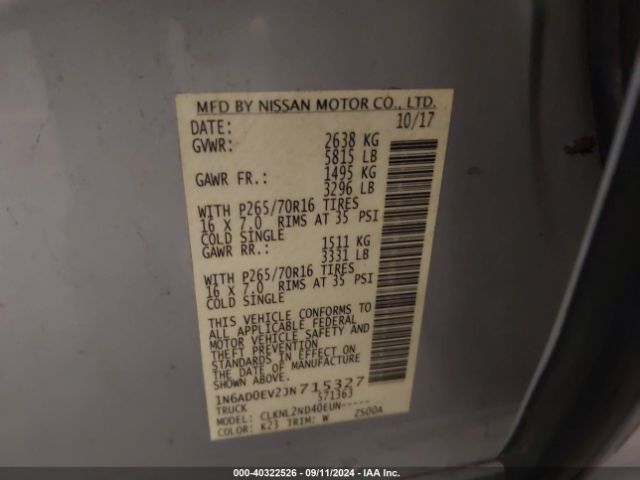 MFD BY NISSAN MOTOR CO., LTD.
DATE: 10/17
GVWR: 2638 KG
5815 LB
GAWR FR.: 1495 KG
3296 LB
WITH P265/70R16 TIRES
16 X 7.0 RIMS AT 35 PSI
COLD SINGLE
GAWR RR.: 1511 KG
3331 LB
WITH P265/70R16 TIRES
16 X 7.0 RIMS AT 35 PSI
COLD SINGLE
THIS VEHICLE CONFORMS TO
ALL APPLICABLE FEDERAL
MOTOR VEHICLE SAFETY AND
THEFT PREVENTION
STANDARDS IN EFFECT ON
THE DATE OF MANUFACTURE
SHOWN ABOVE
1N6AD0EV2JN715327
TRUCK 571363
MODEL: CLKNL2ND40EUN----
COLOR: K23 TRIM: W Z500A
000-40322526 - 09/11/2024 - IAA Inc.